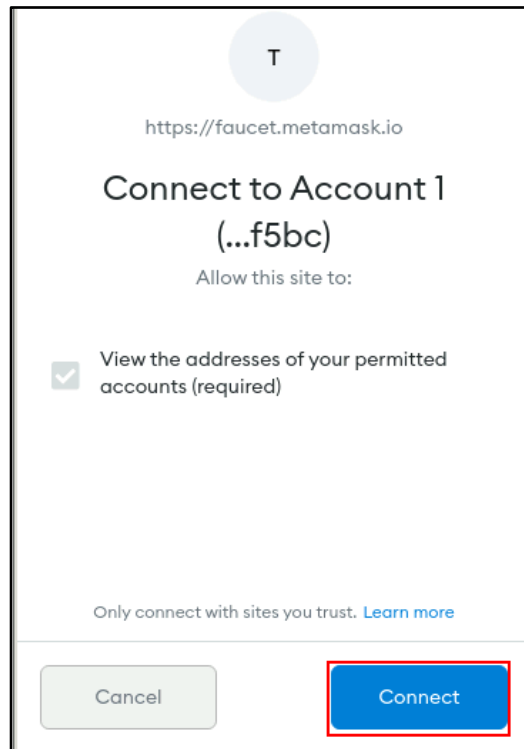 T
https://faucet.metamask.io
Connect to Account 1
(...f5bc)
Allow this site to:
View the addresses of your permitted
accounts (required)
Only connect with sites you trust. Learn more
Cancel
Connect